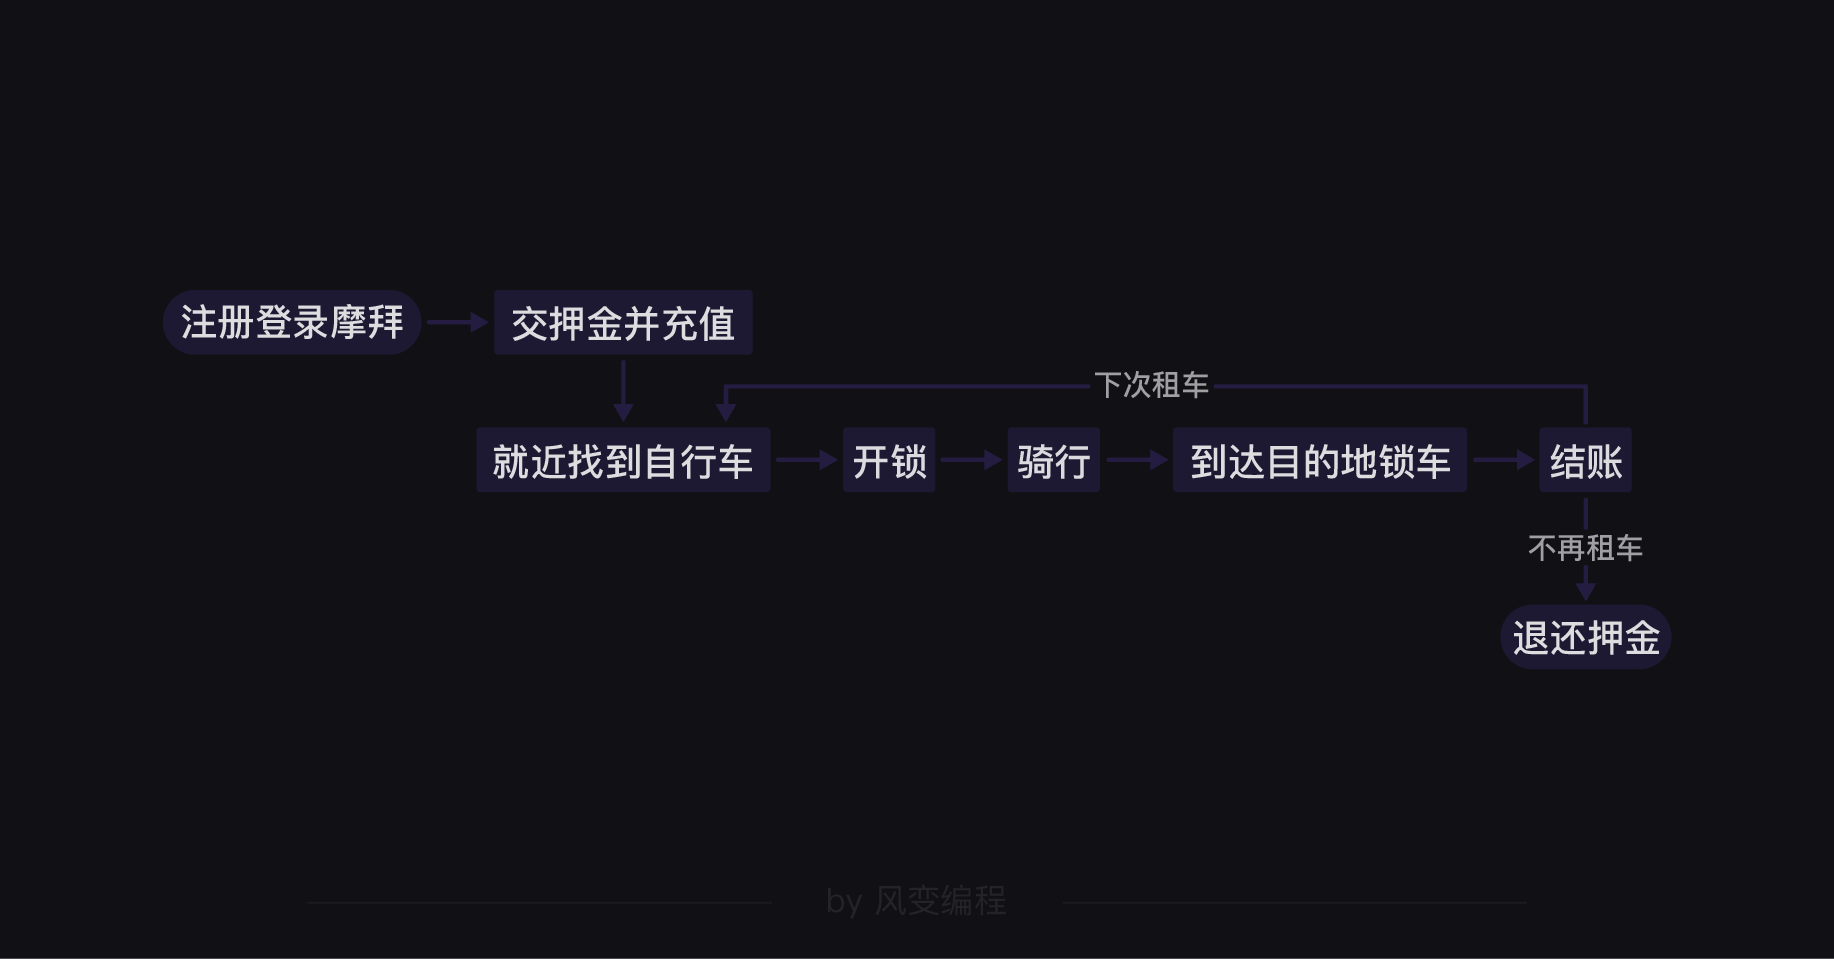 注册登录摩拜
交押金并充值
下次租车
就近找到自行车
开锁
骑行
到达目的地锁车
结账
不再租车
退还押金
by 风变编程